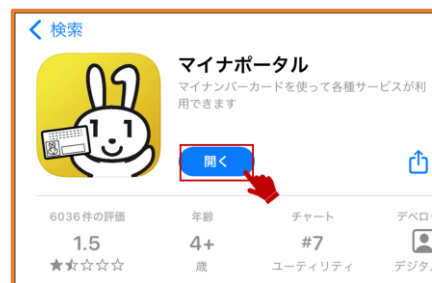 検索
マイナポータル
マイナンバーカードを使って各種サービスが利
用できます
開く
6036件の評価
年齢
チャート
デベロッ
1.5
4+
#7
歳
ユーティリティ
デジタ